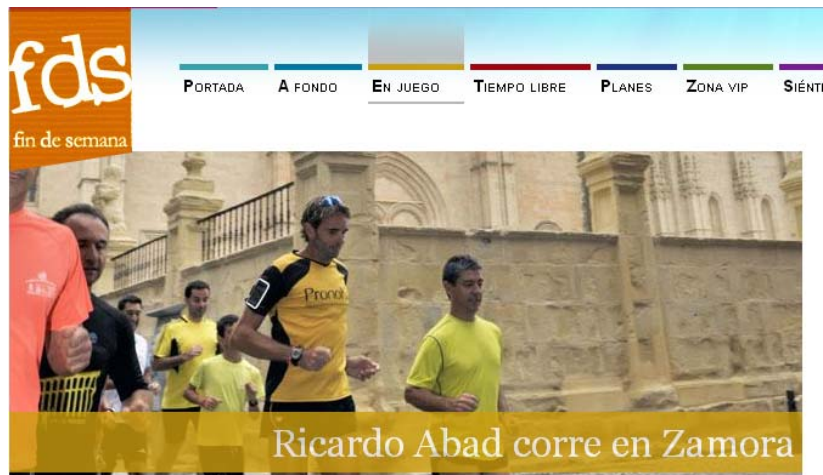 fds
fin de semana
PORTADA A FONDO EN JUEGO TIEMPO LIBRE PLANES ZONA VIP
Ricardo Abad corre en Zamora